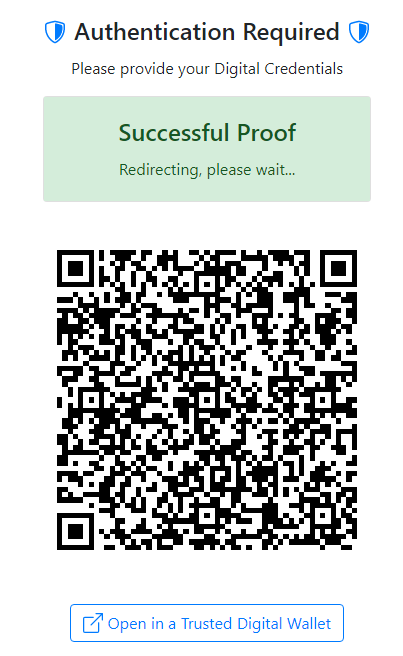 Authentication Required
Please provide your Digital Credentials
Successful Proof
Redirecting, please wait...
Open in a Trusted Digital Wallet